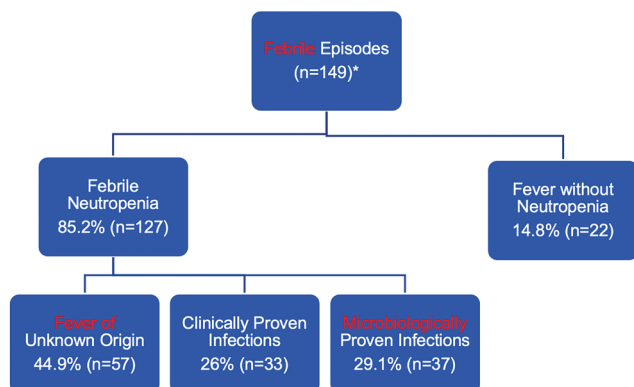 Febrile Episodes
(n=149)*
Febrile
Neutropenia
85.2% (n=127)
Fever without
Neutropenia
14.8% (n=22)
Fever of
Unknown Origin
44.9% (n=57)
Clinically Proven
Infections
26% (n=33)
Microbiologically
Proven Infections
29.1% (n=37)